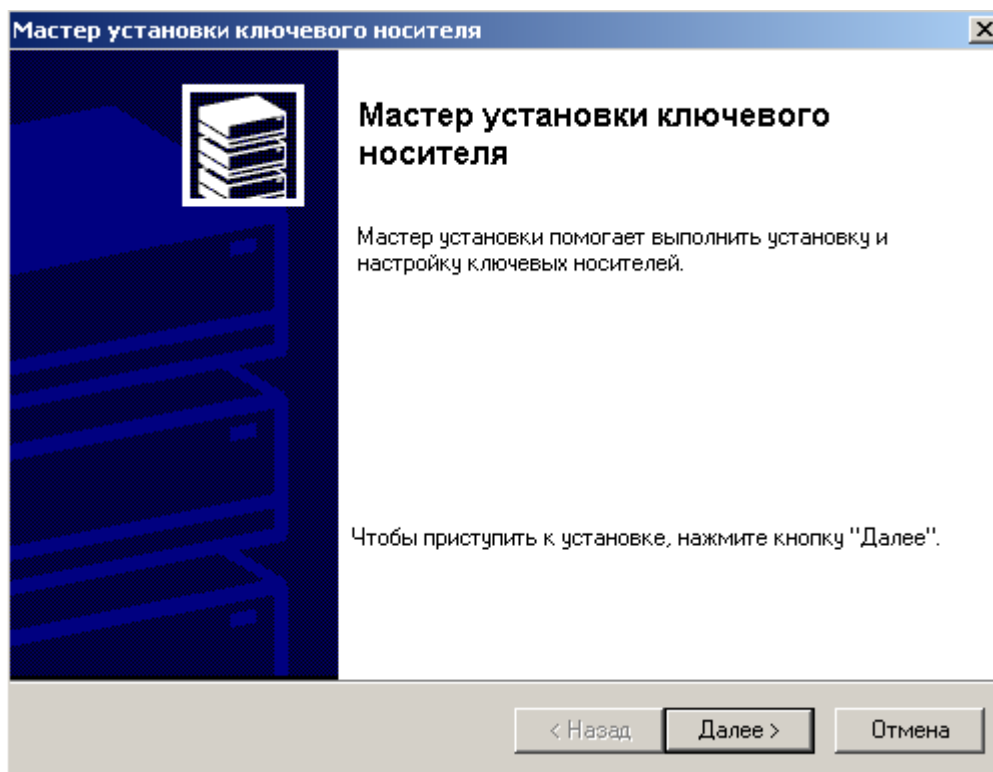 Мастер установки ключевого носителя
Мастер установки ключевого
носителя
Мастер установки помогает выполнить установку и
настройку ключевых носителей.
Чтобы приступить к установке, нажмите кнопку "Далее".
< Назад
Далее >
Отмена